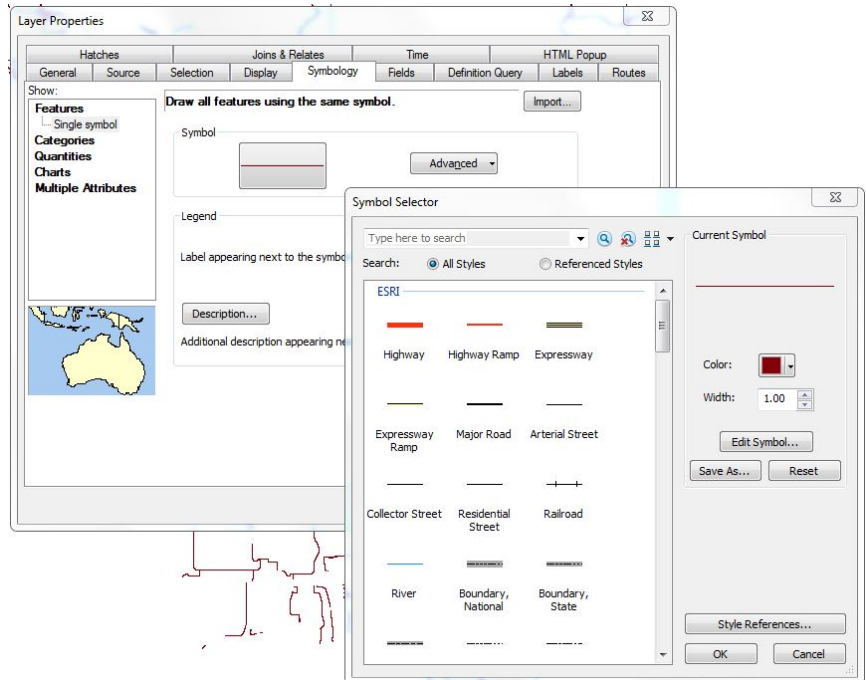 Layer Properties
Hatches
Joins & Relates
Time
HTML Popup
General
Source
Selection
Display
Symbology
Fields
Definition Query
Labels
Routes
Show:
Features
Single symbol
Categories
Quantities
Charts
Multiple Attributes
Draw all features using the same symbol.
Import...
Symbol
Advanced
Legend
Label appearing next to the symbo
Description...
Additional description appearing ne
Symbol Selector
Type here to search
Search:
All Styles
Referenced Styles
ESRI
Highway
Highway Ramp
Expressway
Expressway
Ramp
Major Road
Arterial Street
Collector Street
Residential
Street
Railroad
River
Boundary,
National
Boundary,
State
Current Symbol
Color:
Width:
1.00
Edit Symbol...
Save As...
Reset
Style References...
OK
Cancel